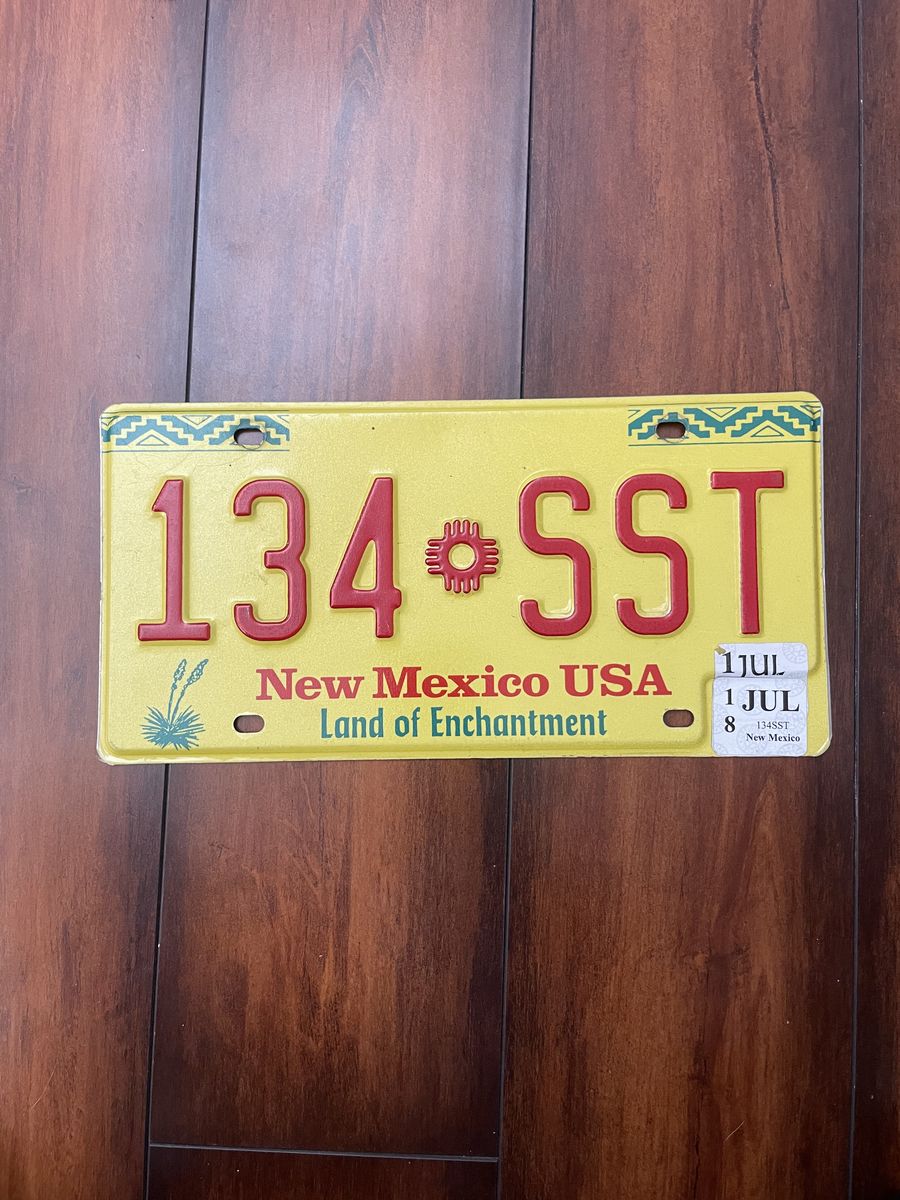 134 SST
New Mexico USA
Land of Enchantment
1 JUL
1 JUL
8 134SST
New Mexico